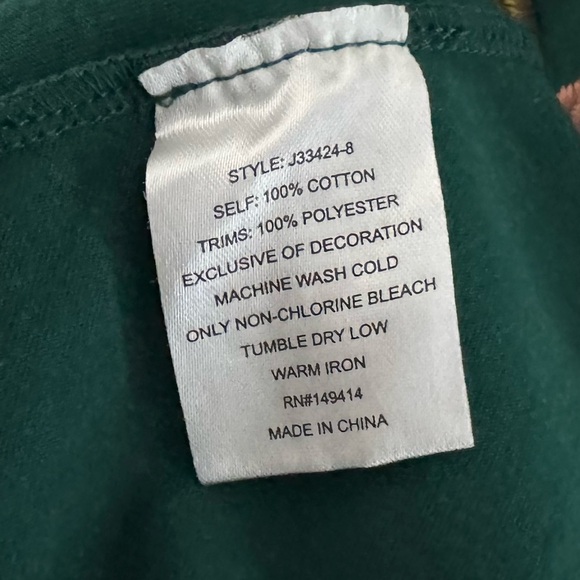 STYLE: J33424-8
SELF: 100% COTTON
TRIMS: 100% POLYESTER
EXCLUSIVE OF DECORATION
MACHINE WASH COLD
ONLY NON-CHLORINE BLEACH
TUMBLE DRY LOW
WARM IRON
RN#149414
MADE IN CHINA